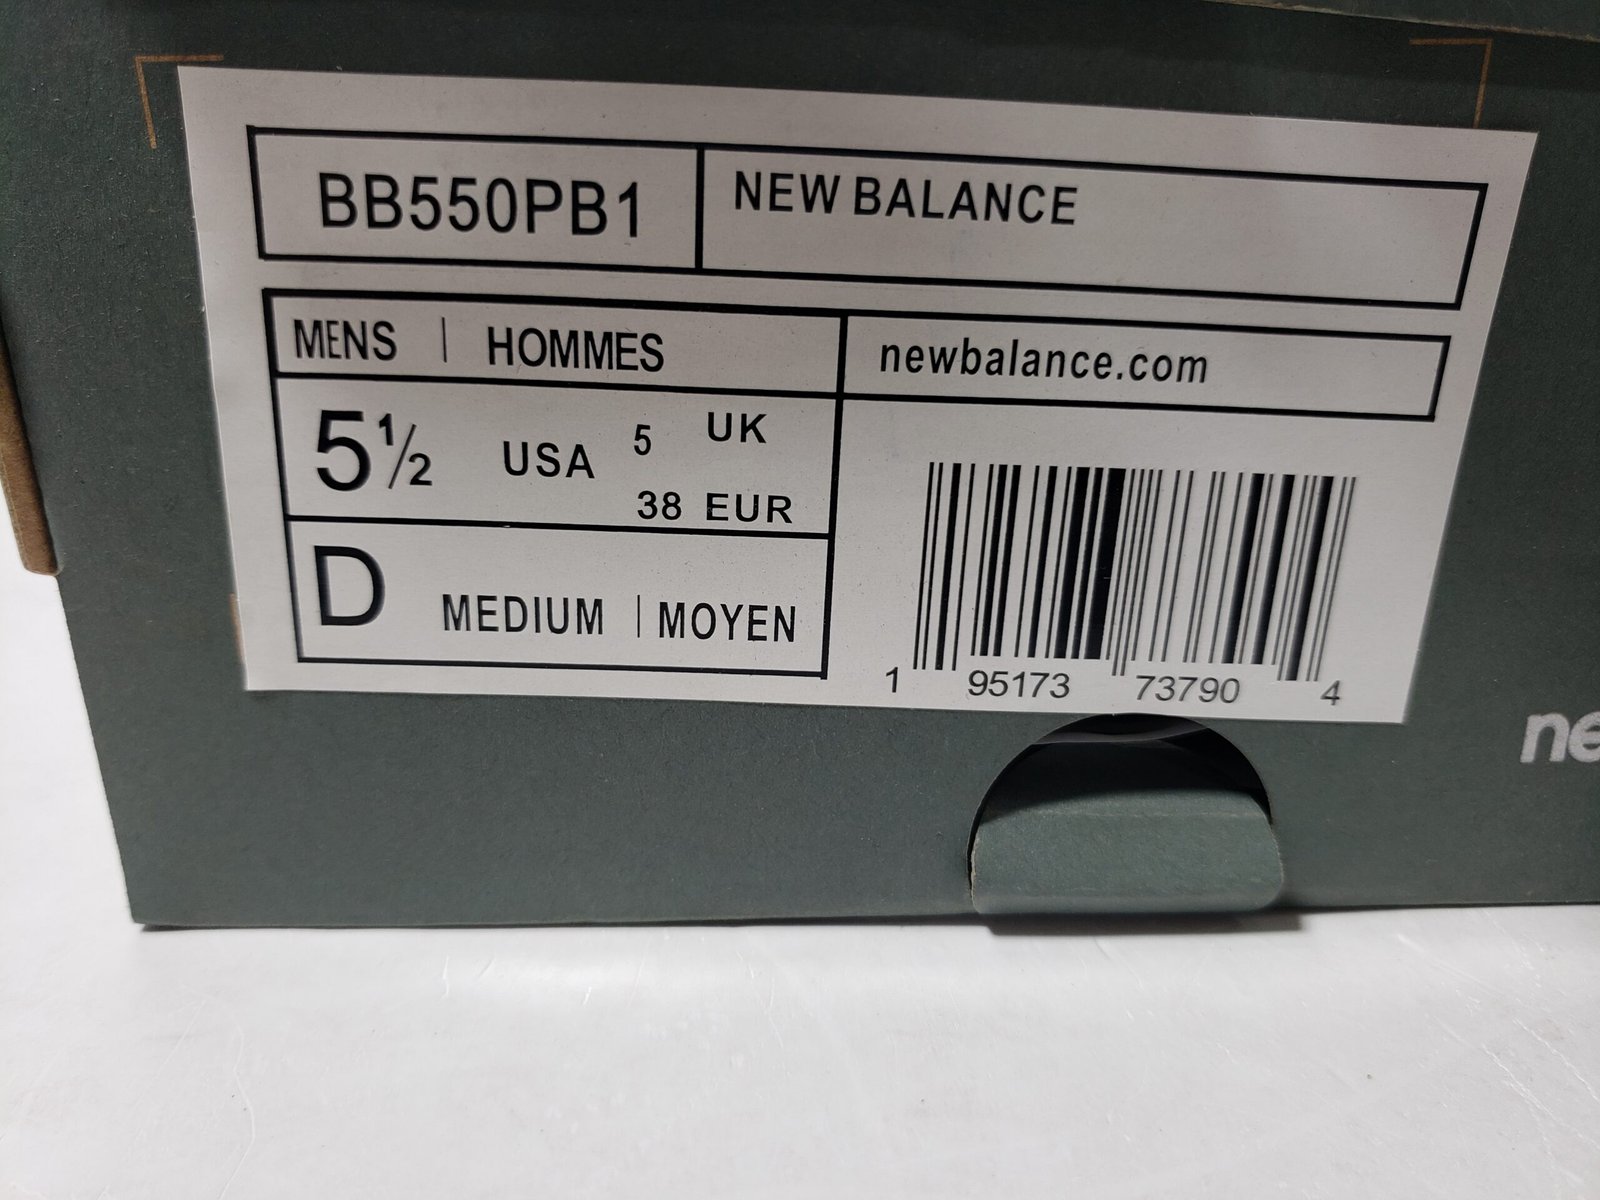 BB550PB1
NEW BALANCE
MENS | HOMMES
newbalance.com
5½ USA 5 UK
38 EUR
D MEDIUM | MOYEN
1 95173 73790 4
ne